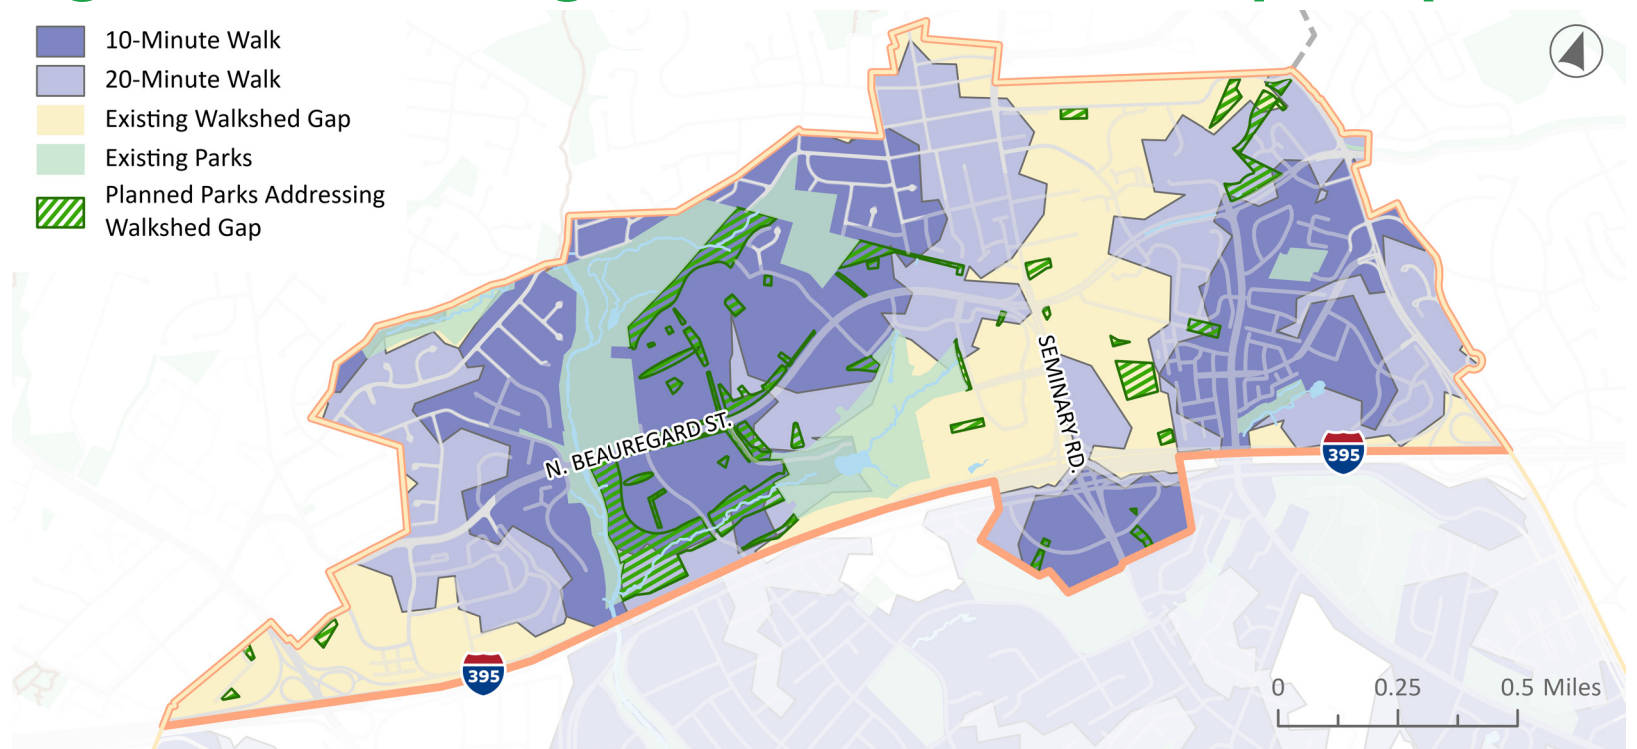 10-Minute Walk
20-Minute Walk
Existing Walkshed Gap
Existing Parks
Planned Parks Addressing
Walkshed Gap
N. BEAUREGARD ST.
SEMINARY RD.
395
395
0 0.25 0.5 Miles